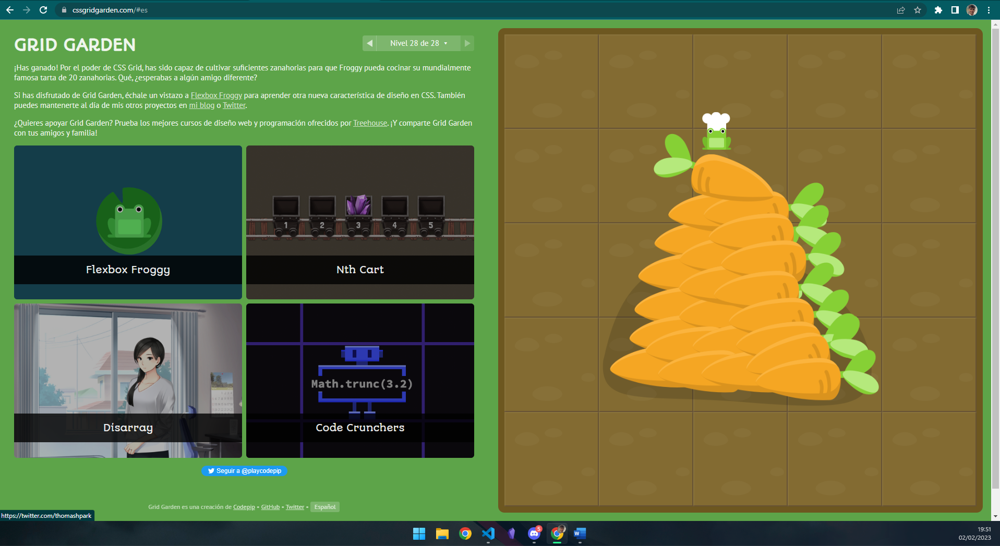 cssgridgarden.com/#es
GRID GARDEN
Nivel 28 de 28
¡Has ganado! Por el poder de CSS Grid, has sido capaz de cultivar suficientes zanahorias para que Froggy pueda cocinar su mundialmente
famosa tarta de 20 zanahorias. Qué, ¿esperabas a algún amigo diferente?
Si has disfrutado de Grid Garden, échale un vistazo a Flexbox Froggy para aprender otra nueva característica de diseño en CSS. También
puedes mantenerte al día de mis otros proyectos en mi blog o Twitter.
¿Quieres apoyar Grid Garden? Prueba los mejores cursos de diseño web y programación ofrecidos por Treehouse. ¡Y comparte Grid Garden
con tus amigos y familia!
Flexbox Froggy
1 2 3 4 5
Nth Cart
Disarray
Math.trunc(3.2)
Code Crunchers
Seguir a @playcodepip
Grid Garden es una creación de Codepip • GitHub • Twitter • Español
https://twitter.com/thomashpark
5
W
19:51
02/02/2023